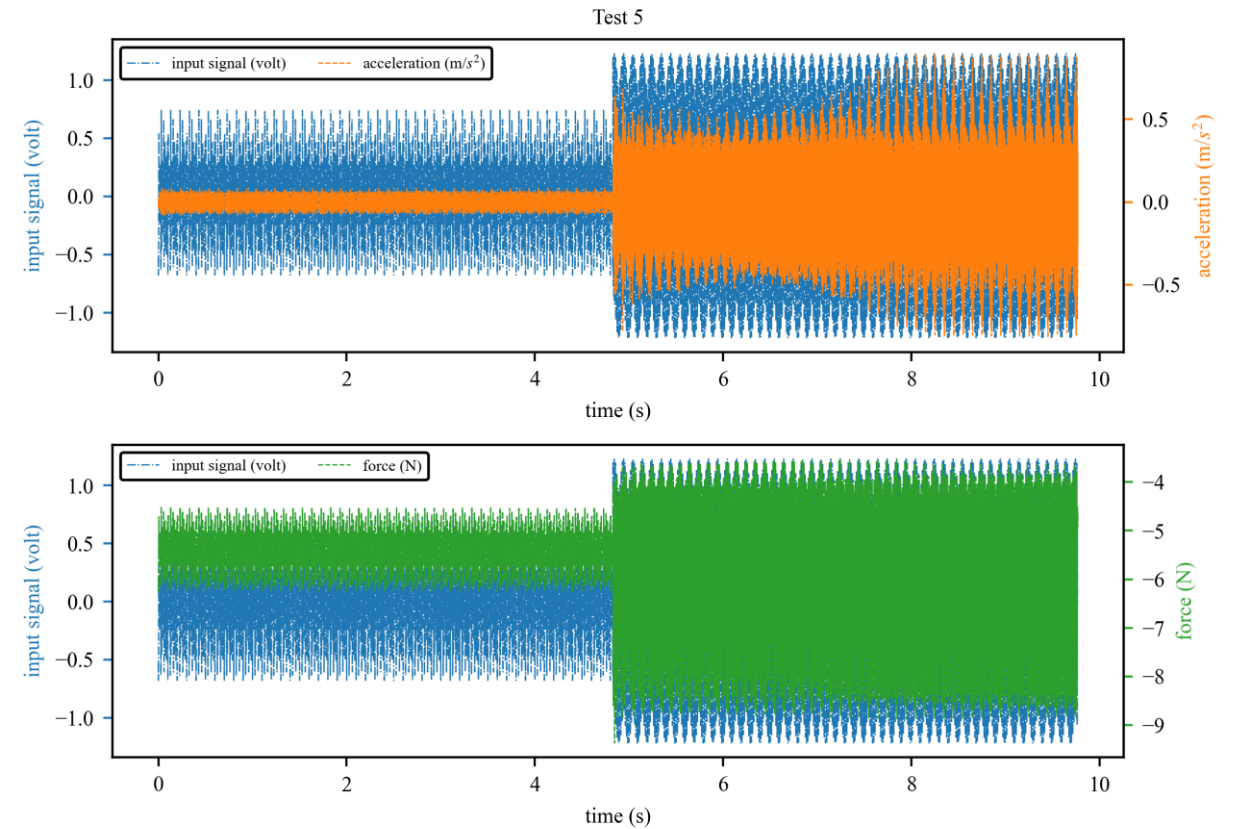 Test 5
input signal (volt) acceleration (m/s²)
input signal (volt)
1.0
0.5
0.0
−0.5
−1.0
0.5
0.0
−0.5
acceleration (m/s²)
0 2 4 6 8 10
time (s)
input signal (volt) force (N)
input signal (volt)
1.0
0.5
0.0
−0.5
−1.0
−4
−5
−6
−7
−8
−9
force (N)
0 2 4 6 8 10
time (s)